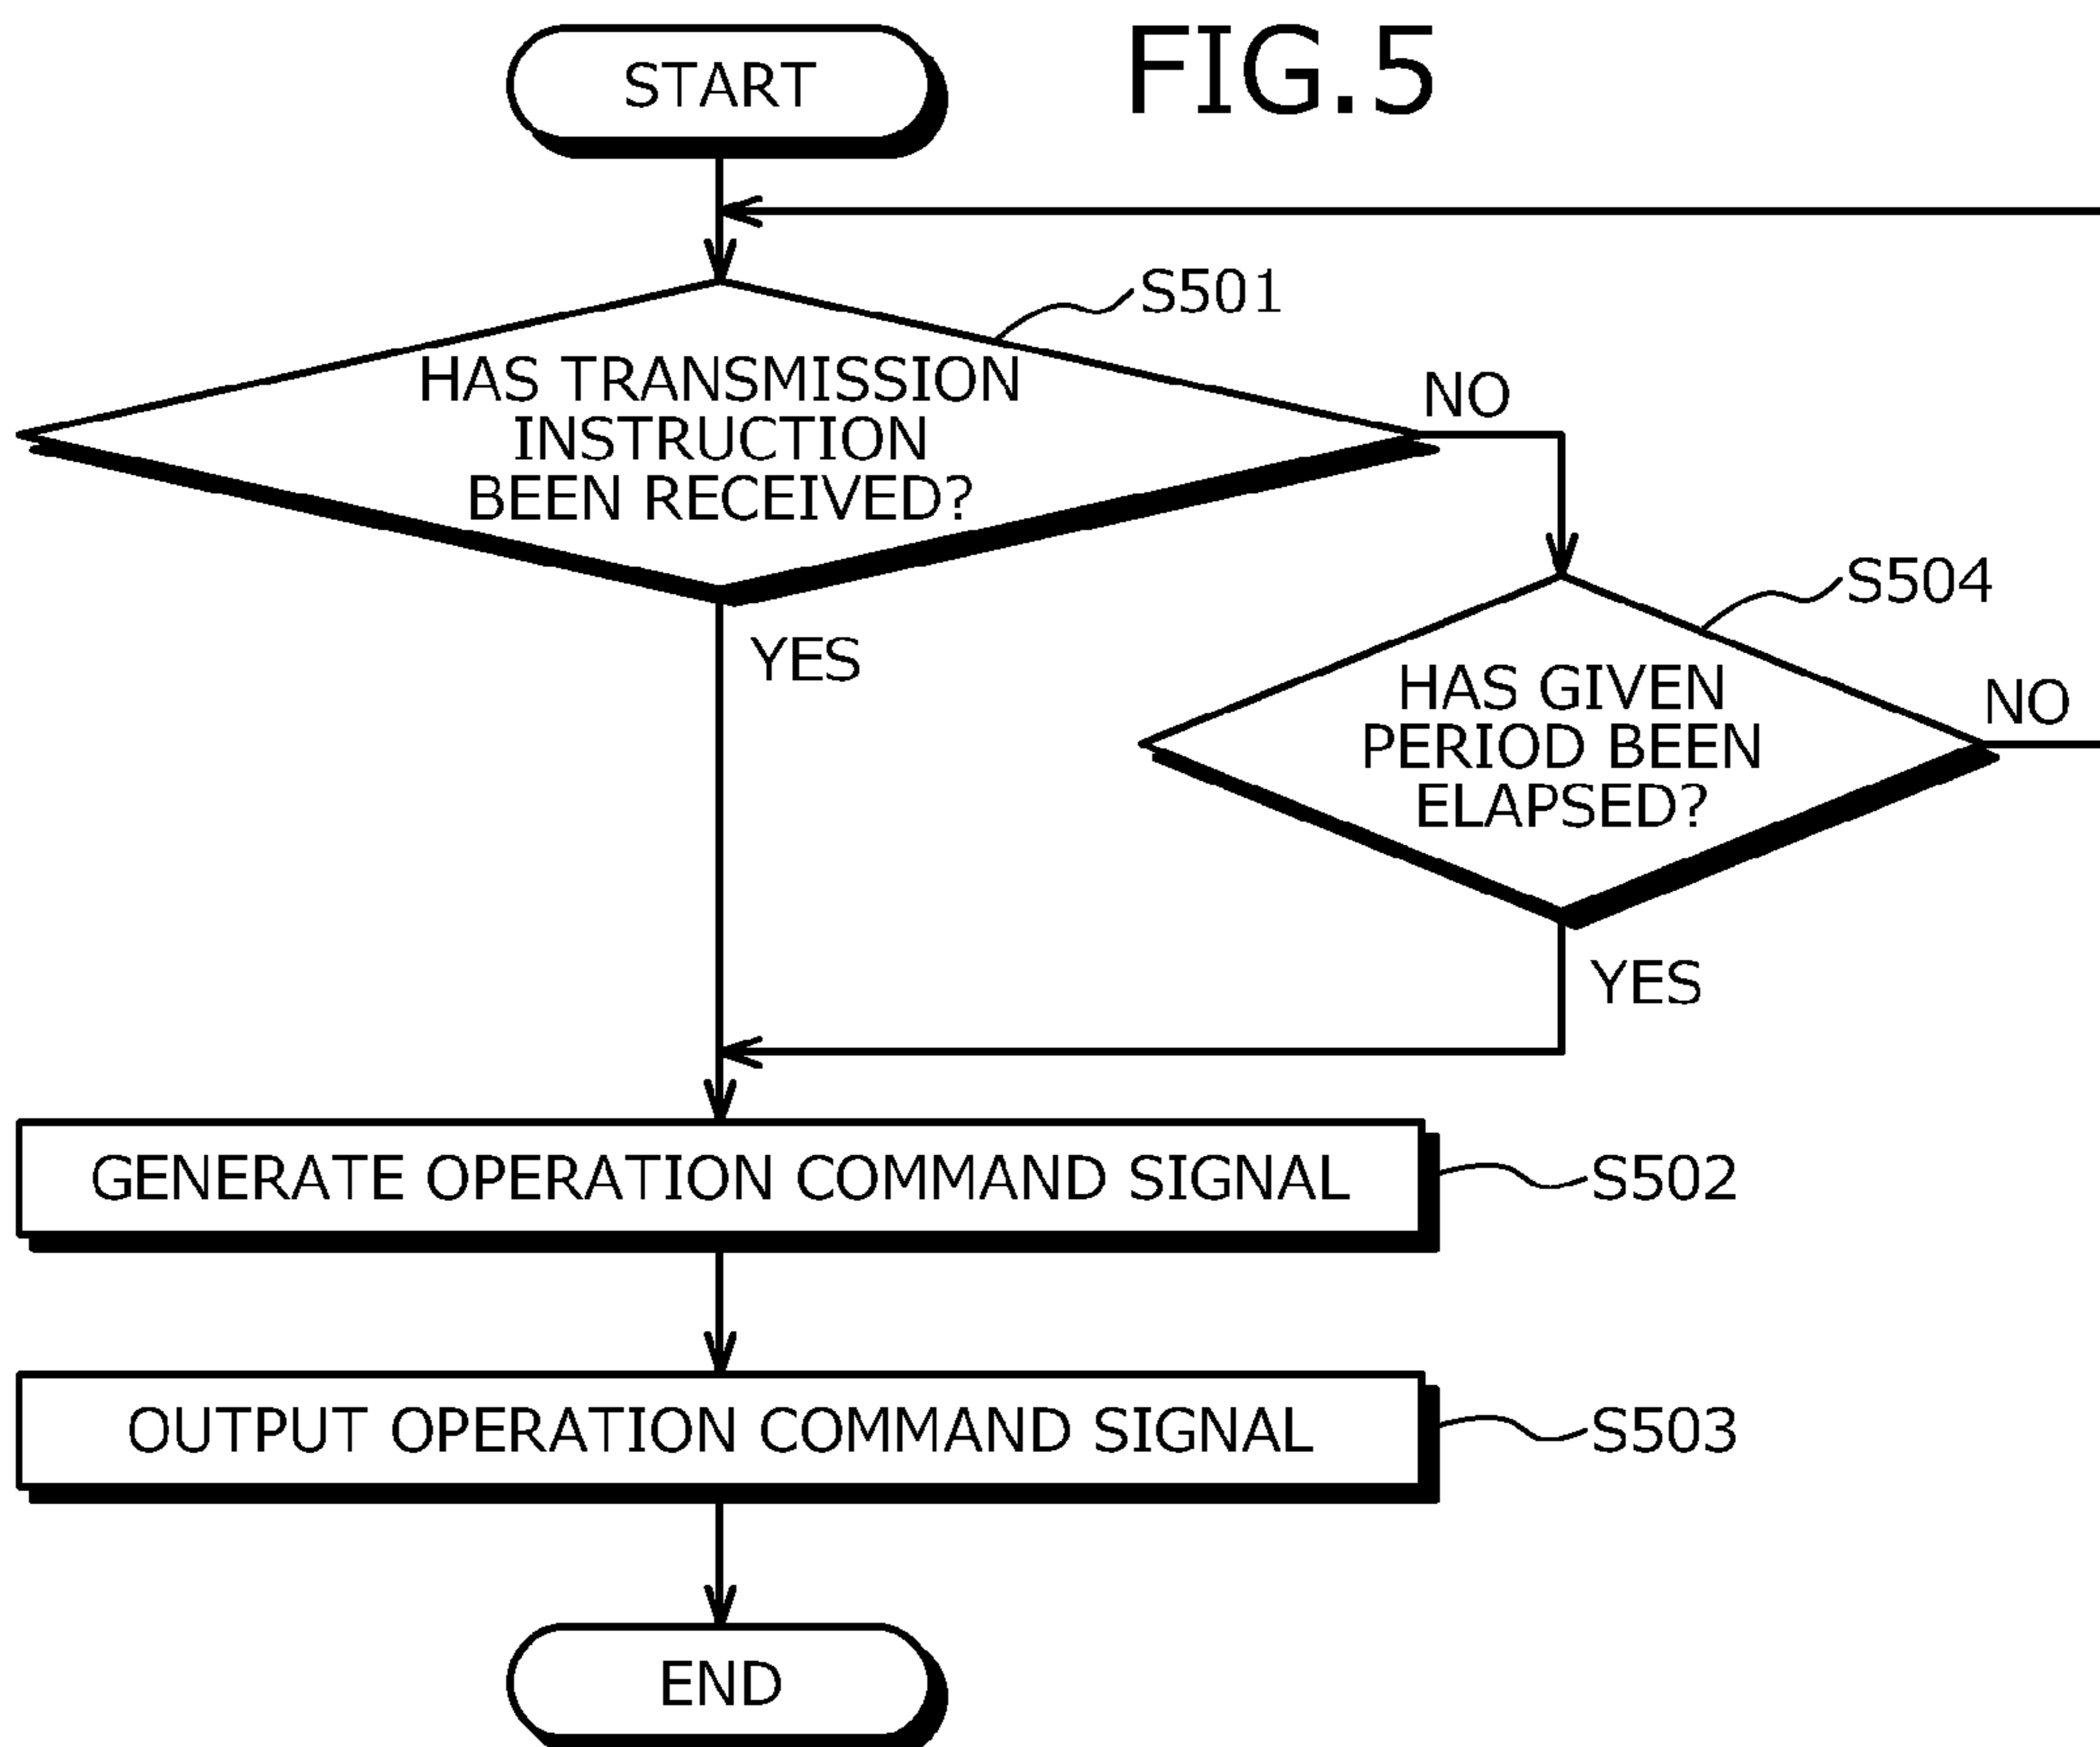 FIG.5
START
S501
HAS TRANSMISSION
INSTRUCTION
BEEN RECEIVED?
NO
YES
S504
HAS GIVEN
PERIOD BEEN
ELAPSED?
NO
YES
GENERATE OPERATION COMMAND SIGNAL
S502
OUTPUT OPERATION COMMAND SIGNAL
S503
END